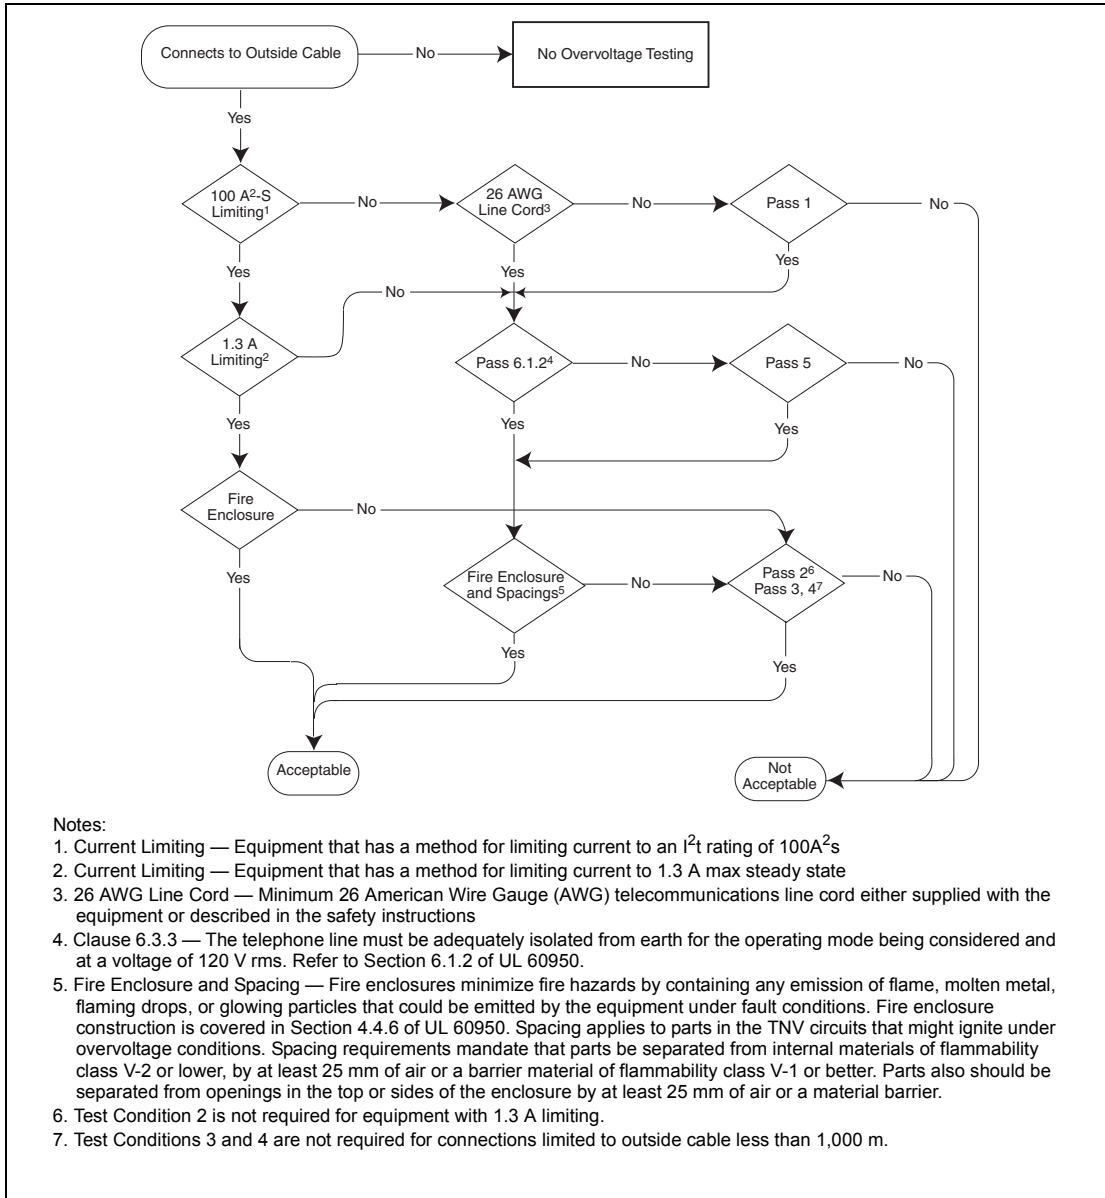 Connects to Outside Cable
No
No Overvoltage Testing
Yes
100 A²-S
Limiting¹
No
26 AWG
Line Cord³
No
Pass 1
No
Yes
Yes
Yes
No
1.3 A
Limiting²
Pass 6.1.2⁴
No
Pass 5
No
Yes
Yes
Yes
Fire
Enclosure
No
Yes
Fire Enclosure
and Spacings⁵
No
Pass 2⁶
Pass 3, 4⁷
No
Yes
Yes
Acceptable
Not
Acceptable
Notes:
1. Current Limiting — Equipment that has a method for limiting current to an I²t rating of 100A²s
2. Current Limiting — Equipment that has a method for limiting current to 1.3 A max steady state
3. 26 AWG Line Cord — Minimum 26 American Wire Gauge (AWG) telecommunications line cord either supplied with the
equipment or described in the safety instructions
4. Clause 6.3.3 — The telephone line must be adequately isolated from earth for the operating mode being considered and
at a voltage of 120 V rms. Refer to Section 6.1.2 of UL 60950.
5. Fire Enclosure and Spacing — Fire enclosures minimize fire hazards by containing any emission of flame, molten metal,
flaming drops, or glowing particles that could be emitted by the equipment under fault conditions. Fire enclosure
construction is covered in Section 4.4.6 of UL 60950. Spacing applies to parts in the TNV circuits that might ignite under
overvoltage conditions. Spacing requirements mandate that parts be separated from internal materials of flammability
class V-2 or lower, by at least 25 mm of air or a barrier material of flammability class V-1 or better. Parts also should be
separated from openings in the top or sides of the enclosure by at least 25 mm of air or a material barrier.
6. Test Condition 2 is not required for equipment with 1.3 A limiting.
7. Test Conditions 3 and 4 are not required for connections limited to outside cable less than 1,000 m.